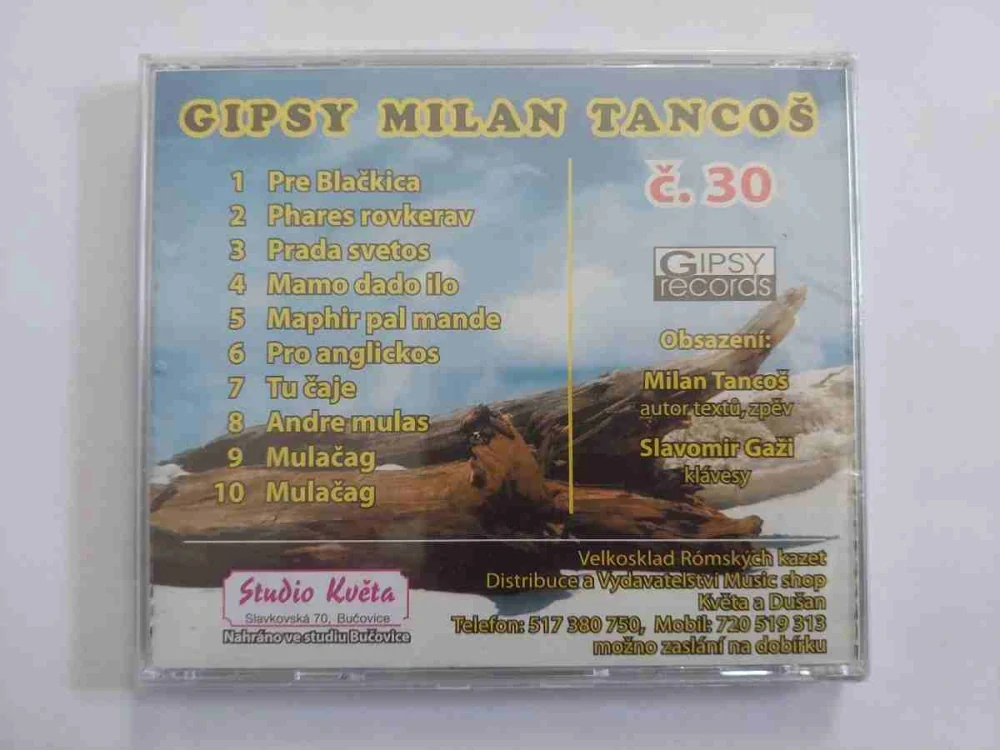 GIPSY MILAN TANCOŠ
1 Pre Blačkica
2 Phares rovkerav
3 Prada svetos
4 Mamo dado ilo
5 Maphir pal mande
6 Pro anglickos
7 Tu čaje
8 Andre mulas
9 Mulačag
10 Mulačag
č. 30
GIPSY
records
Obsazení:
Milan Tancoš
autor textů, zpěv
Slavomir Gaži
klávesy
Studio Květa
Slavkovská 70, Bučovice
Nahráno ve studiu Bučovice
Velkosklad Rómských kazet
Distribuce a Vydavatelství Music shop
Květa a Dušan
Telefon: 517 380 750, Mobil: 720 519 313
možno zaslání na dobírku